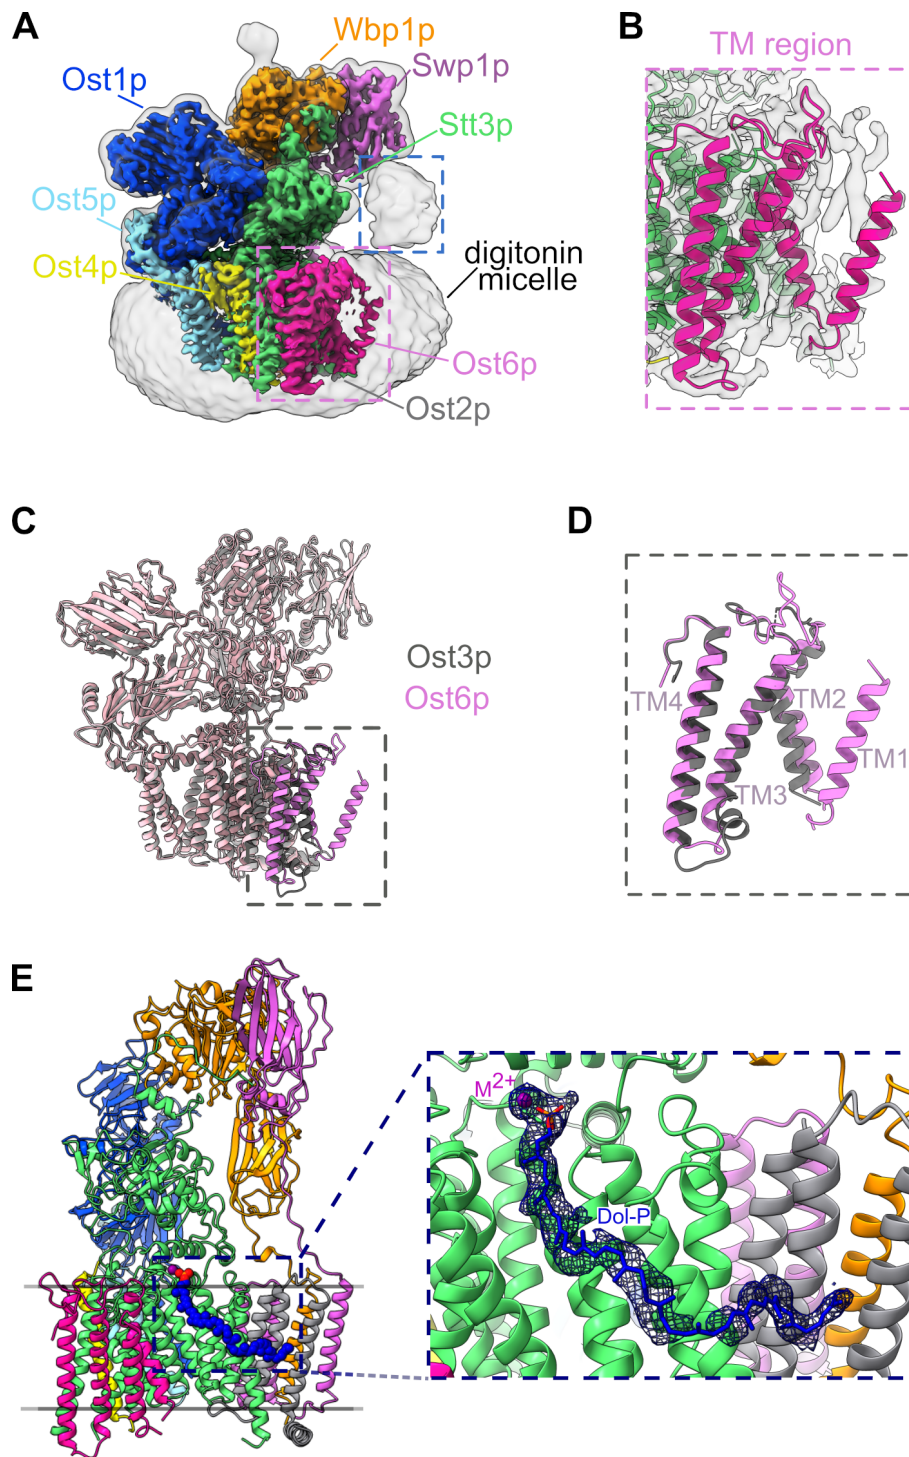 A
Wbp1p
Swp1p
Ost1p
Stt3p
Ost5p
Ost4p
digitonin
micelle
Ost6p
Ost2p
B
TM region
C
Ost3p
Ost6p
D
TM4
TM2
TM1
TM3
E
M2+
Dol-P